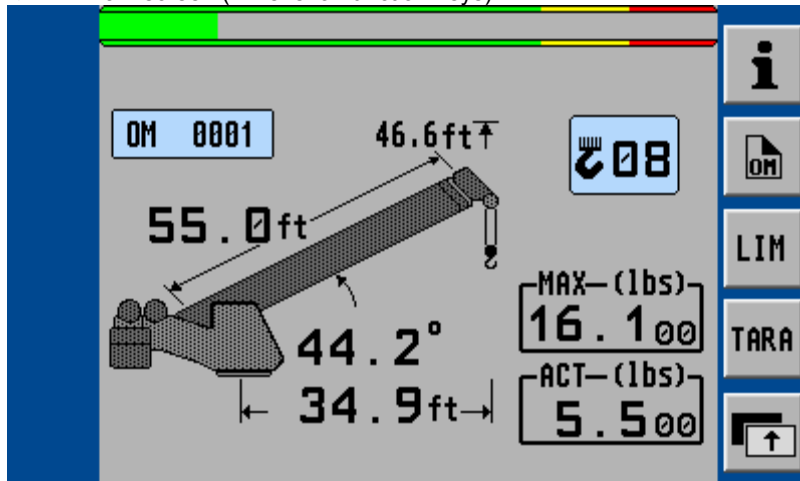 i
OM 0001
46.6ft
08
OM
55.0ft
LIM
MAX-(lbs)
16.100
44.2°
TARA
ACT-(lbs)
34.9ft
5.500